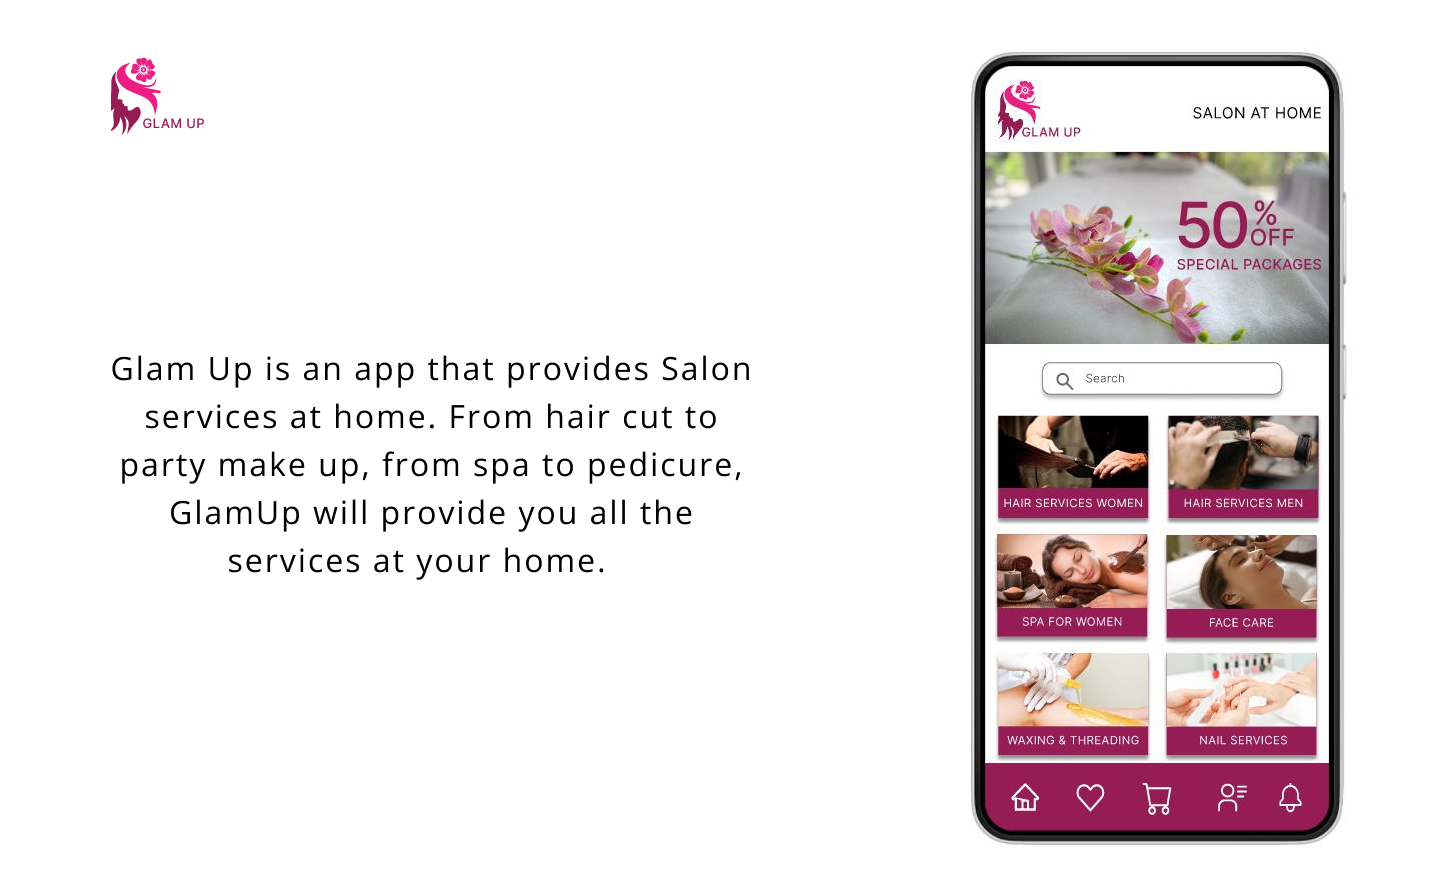 GLAM UP
Glam Up is an app that provides Salon
services at home. From hair cut to
party make up, from spa to pedicure,
GlamUp will provide you all the
services at your home.
GLAM UP
SALON AT HOME
50%
OFF
SPECIAL PACKAGES
Search
HAIR SERVICES WOMEN
HAIR SERVICES MEN
SPA FOR WOMEN
FACE CARE
WAXING & THREADING
NAIL SERVICES